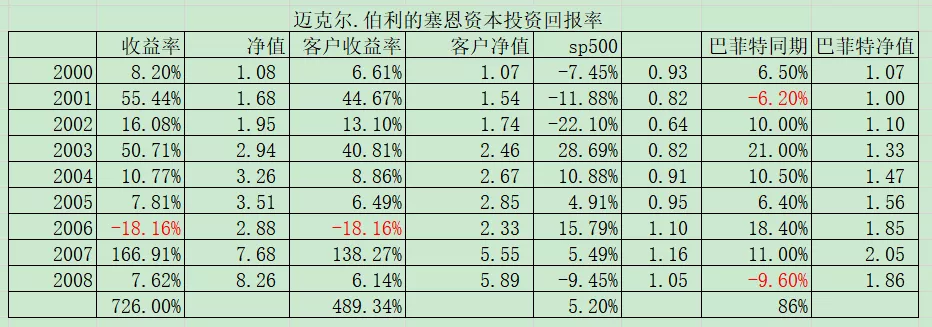 迈克尔.伯利的塞恩资本投资回报率
收益率 净值 客户收益率 客户净值 sp500 巴菲特同期 巴菲特净值
2000 8.20% 1.08 6.61% 1.07 -7.45% 0.93 6.50% 1.07
2001 55.44% 1.68 44.67% 1.54 -11.88% 0.82 -6.20% 1.00
2002 16.08% 1.95 13.10% 1.74 -22.10% 0.64 10.00% 1.10
2003 50.71% 2.94 40.81% 2.46 28.69% 0.82 21.00% 1.33
2004 10.77% 3.26 8.86% 2.67 10.88% 0.91 10.50% 1.47
2005 7.81% 3.51 6.49% 2.85 4.91% 0.95 6.40% 1.56
2006 -18.16% 2.88 -18.16% 2.33 15.79% 1.10 18.40% 1.85
2007 166.91% 7.68 138.27% 5.55 5.49% 1.16 11.00% 2.05
2008 7.62% 8.26 6.14% 5.89 -9.45% 1.05 -9.60% 1.86
726.00% 489.34% 5.20% 86%